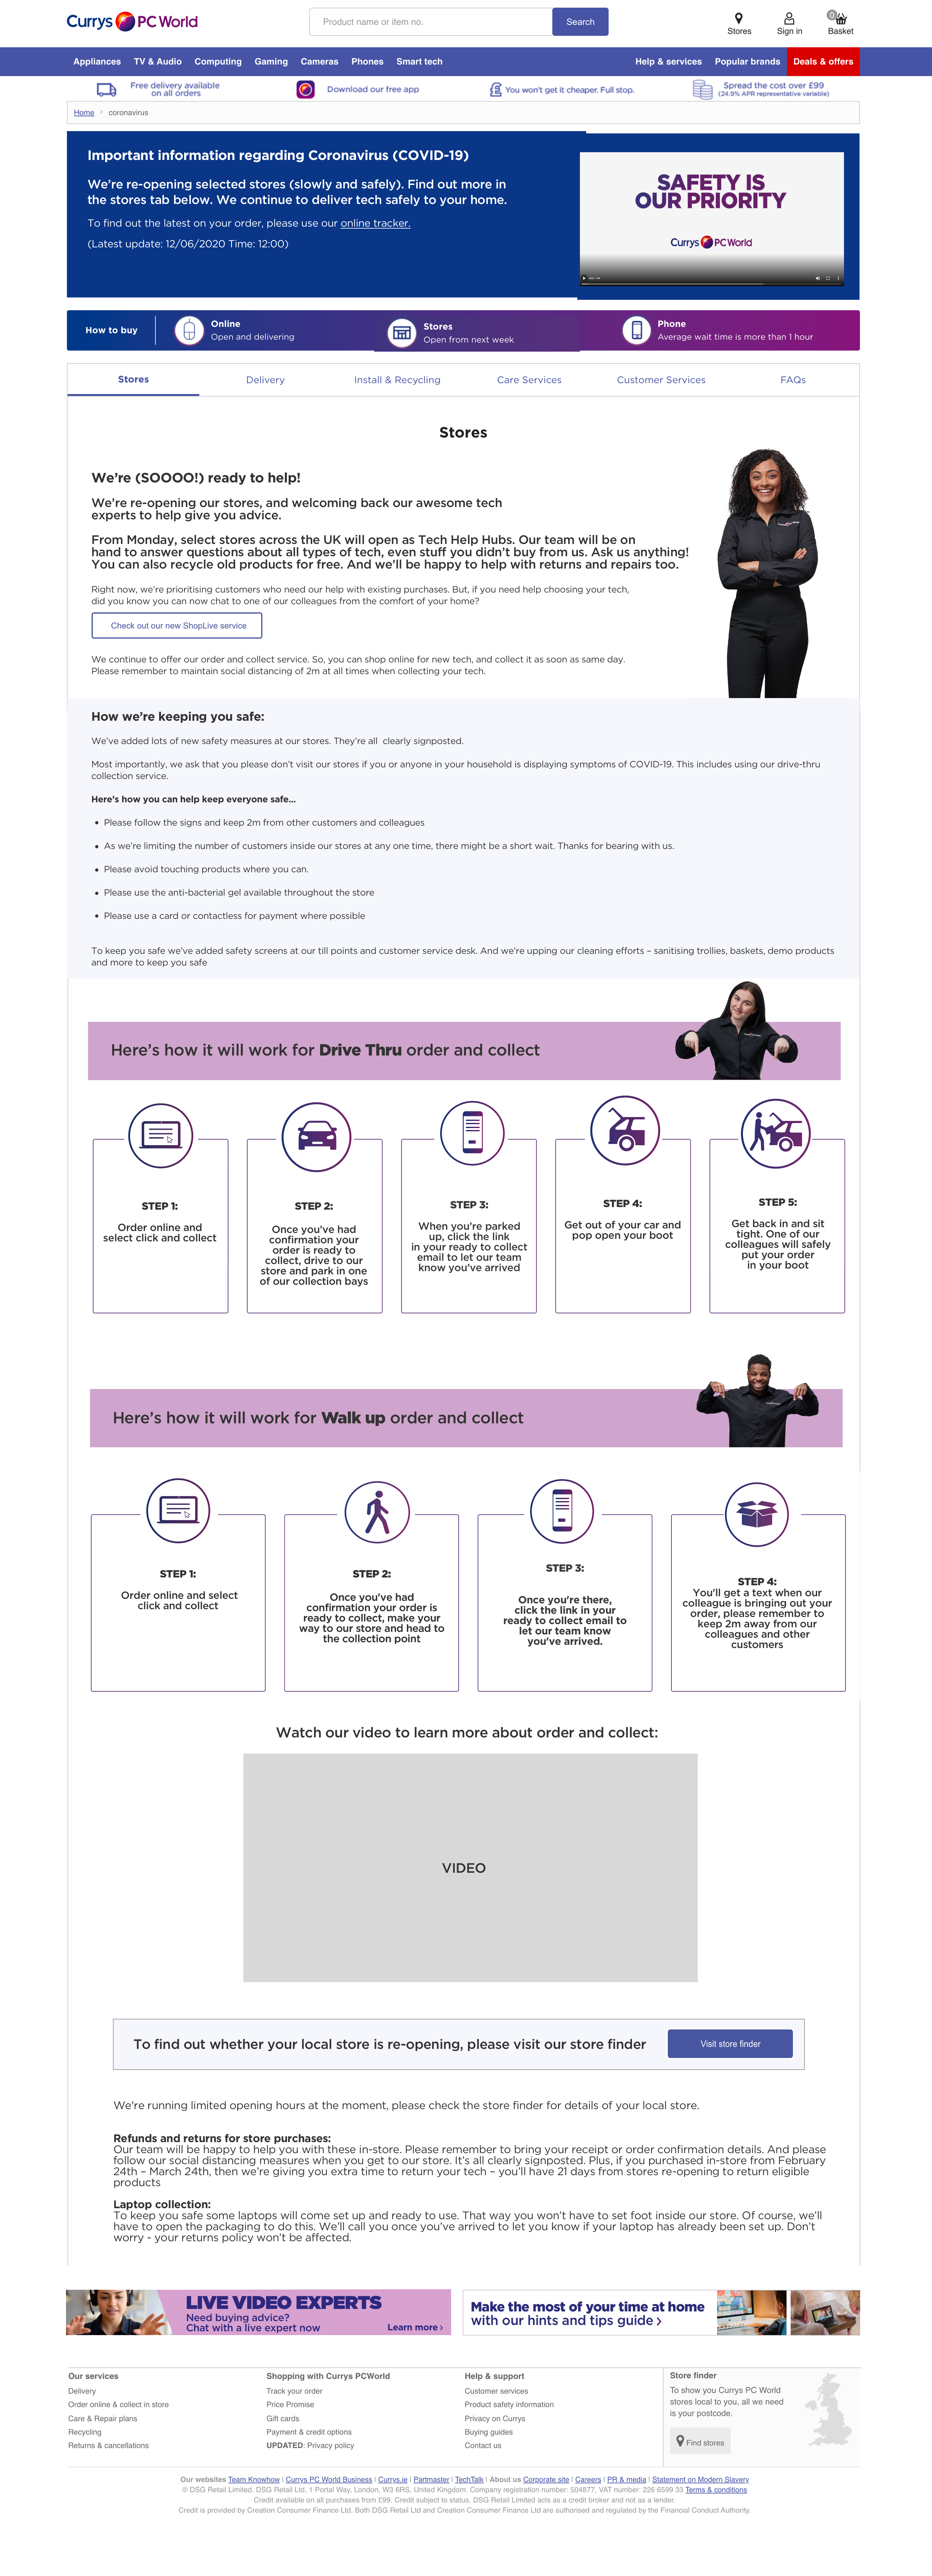 Currys PC World
Product name or item no.
Search
Stores
Sign in
0
Basket
Appliances
TV & Audio
Computing
Gaming
Cameras
Phones
Smart tech
Help & services
Popular brands
Deals & offers
Free delivery available
on all orders
Download our free app
You won't get it cheaper. Full stop.
Spread the cost over £99
(24.9% APR representative variable)
Home › coronavirus
Important information regarding Coronavirus (COVID-19)
We're re-opening selected stores (slowly and safely). Find out more in
the stores tab below. We continue to deliver tech safely to your home.
To find out the latest on your order, please use our online tracker.
(Latest update: 12/06/2020 Time: 12:00)
SAFETY IS
OUR PRIORITY
Currys PC World
How to buy
Online
Open and delivering
Stores
Open from next week
Phone
Average wait time is more than 1 hour
Stores
Delivery
Install & Recycling
Care Services
Customer Services
FAQs
Stores
We're (SOOOO!) ready to help!
We're re-opening our stores, and welcoming back our awesome tech
experts to help give you advice.
From Monday, select stores across the UK will open as Tech Help Hubs. Our team will be on
hand to answer questions about all types of tech, even stuff you didn't buy from us. Ask us anything!
You can also recycle old products for free. And we'll be happy to help with returns and repairs too.
Right now, we're prioritising customers who need help with existing purchases. But, if you need help choosing your tech,
did you know you can now chat to one of our colleagues from the comfort of your home?
Check out our new ShopLive service
We continue to offer our order and collect service. So, you can shop online for new tech, and collect it as soon as same day.
Please remember to maintain social distancing of 2m at all times when collecting your tech.
How we're keeping you safe:
We've added lots of new safety measures at our stores. They're all clearly signposted.
Most importantly, we ask that you please don't visit our stores if you or anyone in your household is displaying symptoms of COVID-19. This includes using our drive-thru
collection service.
Here's how you can help keep everyone safe...
• Please follow the signs and keep 2m from other customers and colleagues
• As we're limiting the number of customers inside our stores at any one time, there might be a short wait. Thanks for bearing with us.
• Please avoid touching products where you can.
• Please use the anti-bacterial gel available throughout the store
• Please use a card or contactless for payment where possible
To keep you safe we've added safety screens at our till points and customer service desk. And we're upping our cleaning efforts – sanitising trollies, baskets, demo products
and more to keep you safe
Here's how it will work for Drive Thru order and collect
STEP 1:
Order online and
select click and collect
STEP 2:
Once you've had
confirmation your
order is ready to
collect, drive to our
store and park in one
of our collection bays
STEP 3:
When you're parked
up, click the link
in your ready to collect
email to let our team
know you've arrived
STEP 4:
Get out of your car and
pop open your boot
STEP 5:
Get back in and sit
tight. One of our
colleagues will safely
put your order
in your boot
Here's how it will work for Walk up order and collect
STEP 1:
Order online and select
click and collect
STEP 2:
Once you've had
confirmation your order is
ready to collect, make your
way to our store and head to
the collection point
STEP 3:
Once you're there,
click the link in your
ready to collect email to
let our team know
you've arrived.
STEP 4:
You'll get a text when our
colleague is bringing out your
order, please remember to
keep 2m away from our
colleagues and other
customers
Watch our video to learn more about order and collect:
VIDEO
To find out whether your local store is re-opening, please visit our store finder
Visit store finder
We're running limited opening hours at the moment, please check the store finder for details of your local store.
Refunds and returns for store purchases:
Our team will be happy to help you with these in-store. Please remember to bring your receipt or order confirmation details. And please
follow our social distancing measures when you get to our store. It's all clearly signposted. Plus, if you purchased in-store from February
24th – March 24th, then we're giving you extra time to return your tech – you'll have 21 days from stores re-opening to return eligible
products
Laptop collection:
To keep you safe some laptops will come set up and ready to use. That way you won't have to set foot inside our store. Of course, we'll
have to open the packaging to do this. We'll call you once you've arrived to let you know if your laptop has already been set up. Don't
worry - your returns policy won't be affected.
LIVE VIDEO EXPERTS
Need buying advice?
Chat with a live expert now
Learn more ›
Make the most of your time at home
with our hints and tips guide ›
Our services
Delivery
Order online & collect in store
Care & Repair plans
Recycling
Returns & cancellations
Shopping with Currys PCWorld
Track your order
Price Promise
Gift cards
Payment & credit options
UPDATED: Privacy policy
Help & support
Customer services
Product safety information
Privacy on Currys
Buying guides
Contact us
Store finder
To show you Currys PC World
stores local to you, all we need
is your postcode.
Find stores
Our websites Team Knowhow | Currys PC World Business | Currys.ie | Partmaster | TechTalk | About us Corporate site | Careers | PR & media | Statement on Modern Slavery
© DSG Retail Limited. DSG Retail Ltd, 1 Portal Way, London, W3 6RS, United Kingdom. Company registration number: 504877, VAT number: 226 6599 33 Terms & conditions
Credit available on all purchases from £99. Credit subject to status. DSG Retail Limited acts as a credit broker and not as a lender.
Credit is provided by Creation Consumer Finance Ltd. Both DSG Retail Ltd and Creation Consumer Finance Ltd are authorised and regulated by the Financial Conduct Authority.